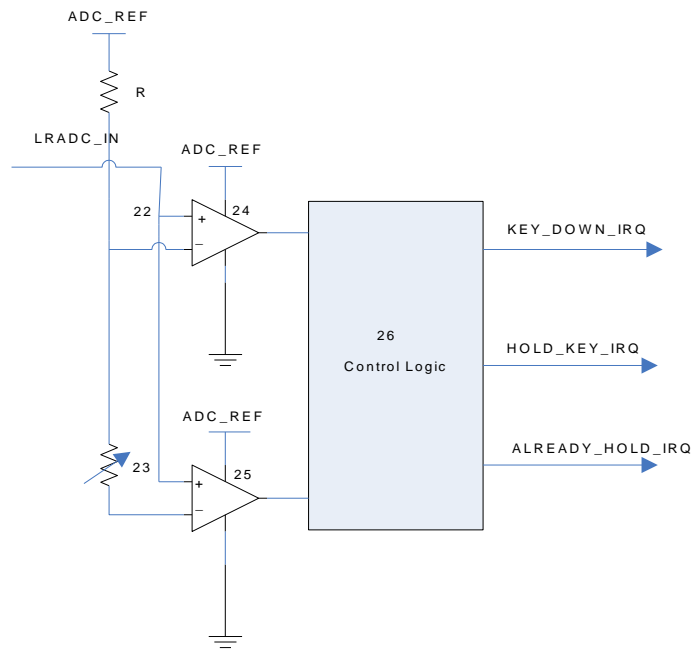 ADC_REF
R
LRADC_IN
ADC_REF
22
+
24
−
KEY_DOWN_IRQ
26
Control Logic
HOLD_KEY_IRQ
ADC_REF
ALREADY_HOLD_IRQ
23
+
25
−